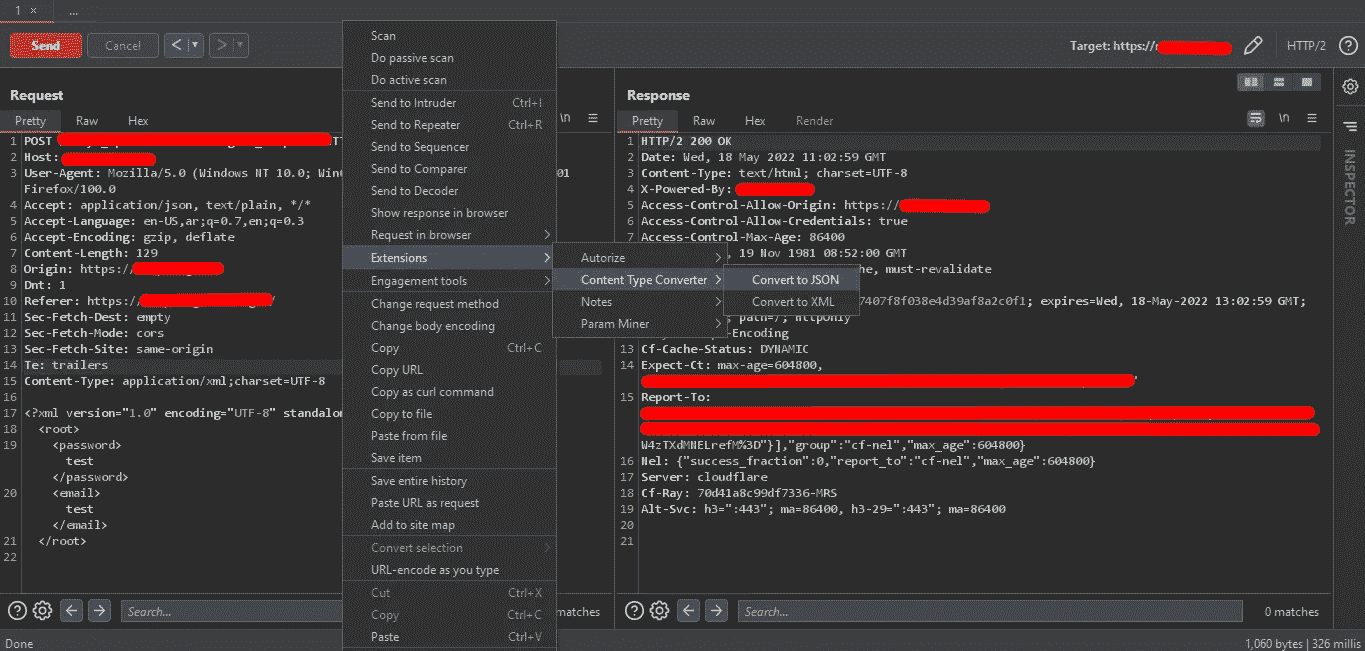 1 ×
...
Send
Cancel
< | ▾
> | ▾
Target: https://
HTTP/2
Request
Pretty
Raw
Hex
\n
1 POST
2 Host:
3 User-Agent: Mozilla/5.0 (Windows NT 10.0;
01
Firefox/100.0
4 Accept: application/json, text/plain, */*
5 Accept-Language: en-US,ar;q=0.7,en;q=0.3
6 Accept-Encoding: gzip, deflate
7 Content-Length: 129
8 Origin: https://
9 Dnt: 1
10 Referer: https://
/
11 Sec-Fetch-Dest: empty
12 Sec-Fetch-Mode: cors
13 Sec-Fetch-Site: same-origin
14 Te: trailers
15 Content-Type: application/xml;charset=UTF-8
16
17 <?xml version="1.0" encoding="UTF-8"
18 <root>
19 <password>
test
</password>
20 <email>
test
</email>
21 </root>
22
Search...
matches
Scan
Do passive scan
Do active scan
Send to Intruder Ctrl+I
Send to Repeater Ctrl+R
Send to Sequencer
Send to Comparer
Send to Decoder
Show response in browser
Request in browser >
Extensions >
Engagement tools >
Change request method
Change body encoding
Copy Ctrl+C
Copy URL
Copy as curl command
Copy to file
Paste from file
Save item
Save entire history
Paste URL as request
Add to site map
Convert selection >
URL-encode as you type
Cut Ctrl+X
Copy Ctrl+C
Paste Ctrl+V
Autorize >
Content Type Converter >
Notes >
Param Miner >
Convert to JSON
Convert to XML
Response
Pretty
Raw
Hex
Render
\n
1 HTTP/2 200 OK
2 Date: Wed, 18 May 2022 11:02:59 GMT
3 Content-Type: text/html; charset=UTF-8
4 X-Powered-By:
5 Access-Control-Allow-Origin: https://
6 Access-Control-Allow-Credentials: true
7 Access-Control-Max-Age: 86400
, 19 Nov 1981 08:52:00 GMT
he, must-revalidate
7407f8f038e4d39af8a2c0f1; expires=Wed, 18-May-2022 13:02:59 GMT;
; path=/; HttpOnly
-Encoding
13 Cf-Cache-Status: DYNAMIC
14 Expect-Ct: max-age=604800,
15 Report-To:
W4zTXdMNELrefM%3D"}],"group":"cf-nel","max_age":604800}
16 Nel: {"success_fraction":0,"report_to":"cf-nel","max_age":604800}
17 Server: cloudflare
18 Cf-Ray: 70d41a8c99df7336-MRS
19 Alt-Svc: h3=":443"; ma=86400, h3-29=":443"; ma=86400
20
21
Search...
0 matches
INSPECTOR
Done
1,060 bytes | 326 millis